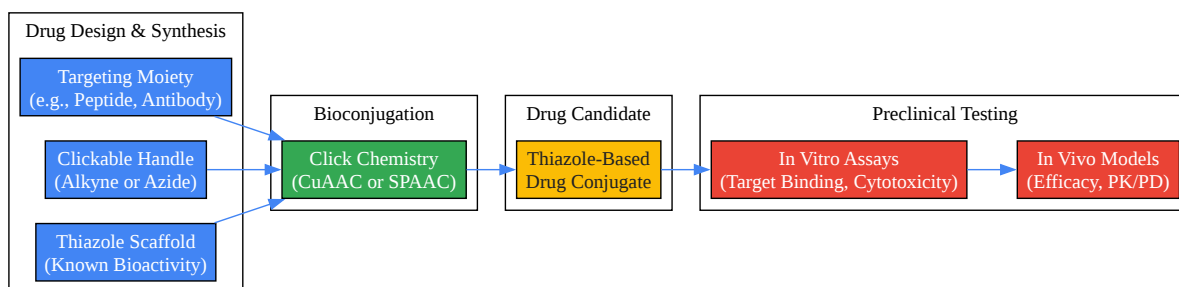 Drug Design & Synthesis
Targeting Moiety
(e.g., Peptide, Antibody)
Clickable Handle
(Alkyne or Azide)
Thiazole Scaffold
(Known Bioactivity)
Bioconjugation
Click Chemistry
(CuAAC or SPAAC)
Drug Candidate
Thiazole-Based
Drug Conjugate
Preclinical Testing
In Vitro Assays
(Target Binding, Cytotoxicity)
In Vivo Models
(Efficacy, PK/PD)